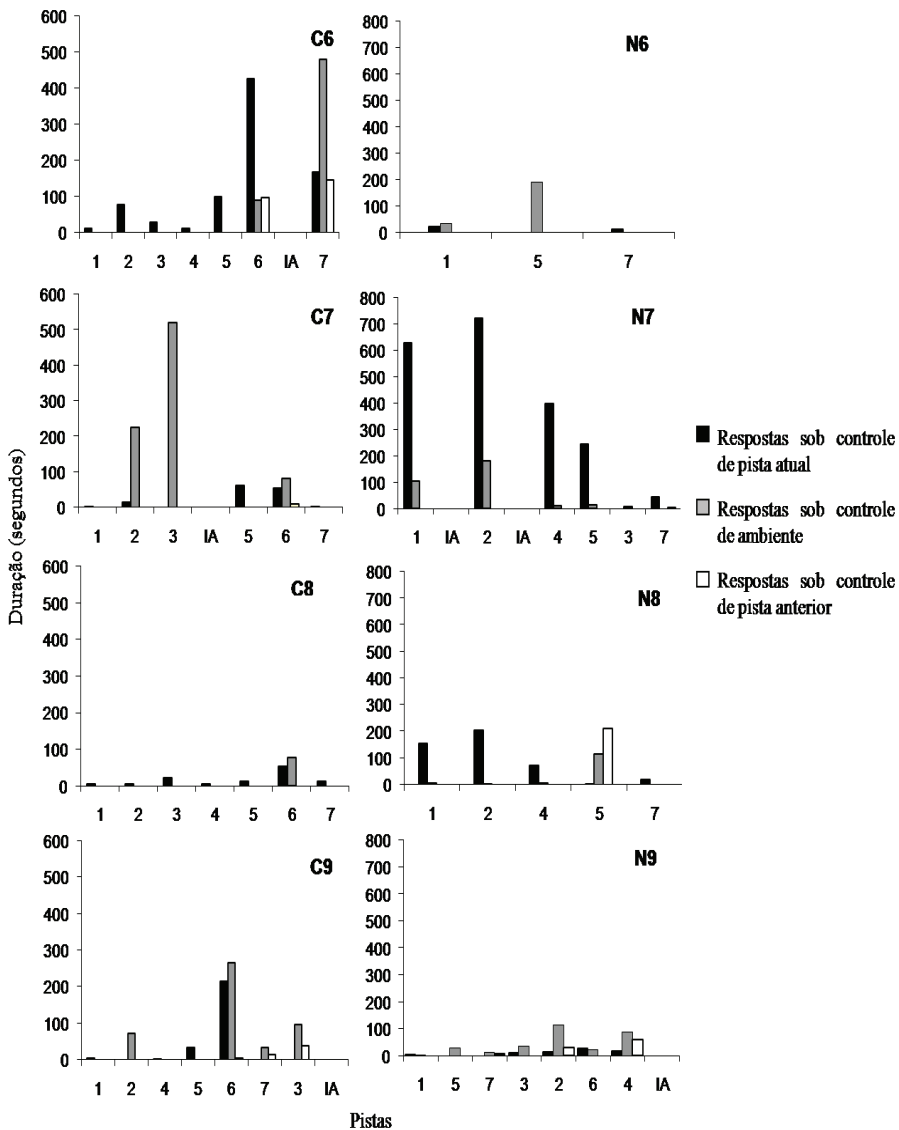 600
500
400
300
200
100
0
C6
1 2 3 4 5 6 IA 7
800
700
600
500
400
300
200
100
0
N6
1 5 7
600
500
400
300
200
100
0
C7
1 2 3 IA 5 6 7
800
700
600
500
400
300
200
100
0
N7
1 IA 2 IA 4 5 3 7
600
500
400
300
200
100
0
C8
1 2 3 4 5 6 7
800
700
600
500
400
300
200
100
0
N8
1 2 4 5 7
600
500
400
300
200
100
0
C9
1 2 4 5 6 7 3 IA
800
700
600
500
400
300
200
100
0
N9
1 5 7 3 2 6 4 IA
Duração (segundos)
Pistas
Respostas sob controle
de pista atual
Respostas sob controle
de ambiente
Respostas sob controle
de pista anterior